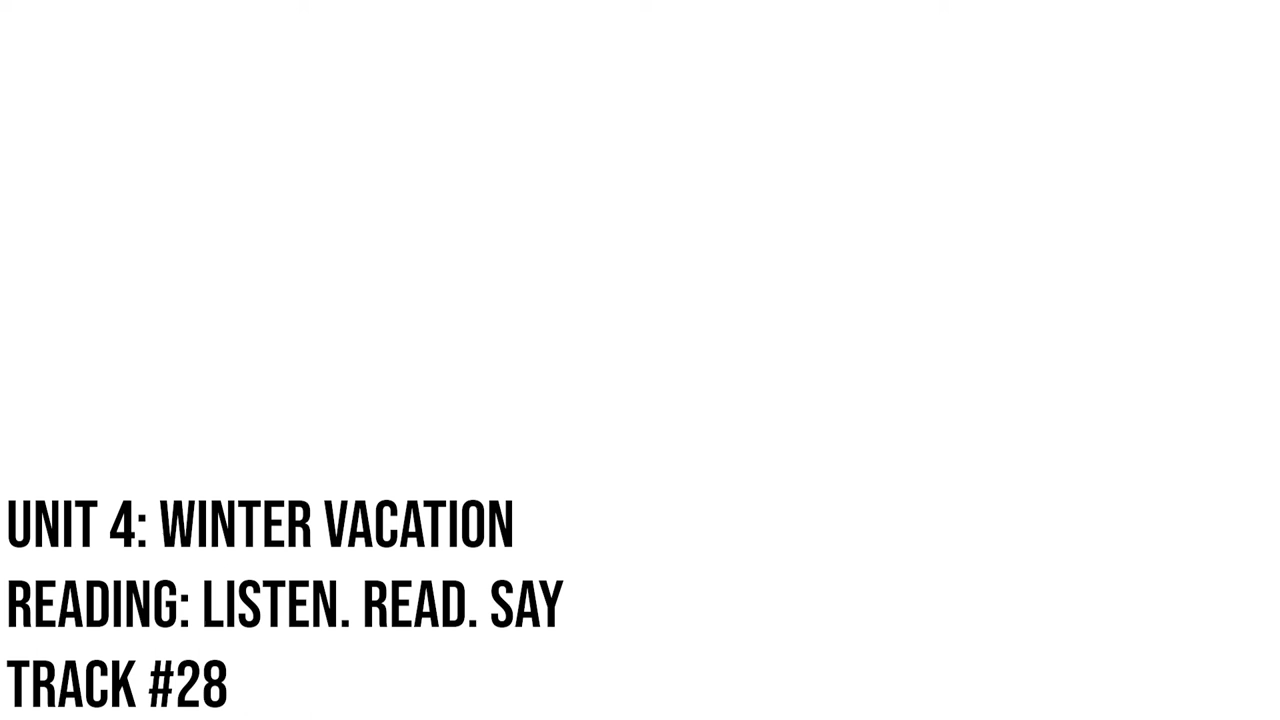 UNIT 4: WINTER VACATION
READING: LISTEN. READ. SAY
TRACK #28